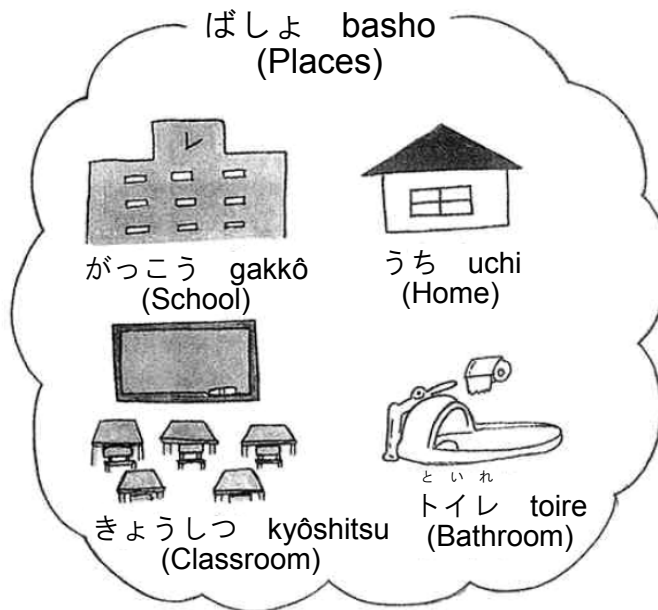 ばしょ basho
(Places)
がっこう gakkô
(School)
うち uchi
(Home)
きょうしつ kyôshitsu
(Classroom)
といれ
トイレ toire
(Bathroom)